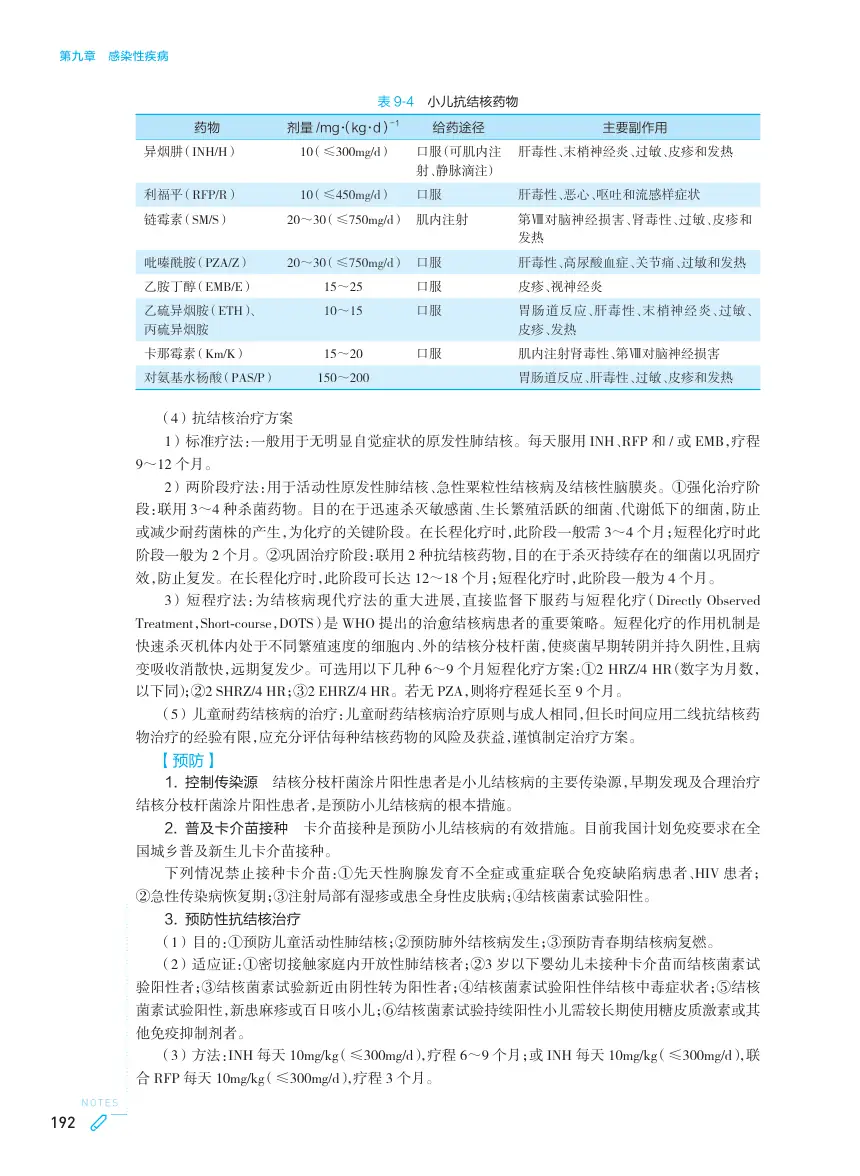 第九章　感染性疾病
表 9-4　小儿抗结核药物
药物　剂量 /mg·(kg·d)⁻¹　给药途径　主要副作用
异烟肼（INH/H）　10（≤300mg/d）　口服（可肌内注　肝毒性、末梢神经炎、过敏、皮疹和发热
射、静脉滴注）
利福平（RFP/R）　10（≤450mg/d）　口服　肝毒性、恶心、呕吐和流感样症状
链霉素（SM/S）　20～30（≤750mg/d）　肌内注射　第Ⅷ对脑神经损害、肾毒性、过敏、皮疹和
发热
吡嗪酰胺（PZA/Z）　20～30（≤750mg/d）　口服　肝毒性、高尿酸血症、关节痛、过敏和发热
乙胺丁醇（EMB/E）　15～25　口服　皮疹、视神经炎
乙硫异烟胺（ETH）、　10～15　口服　胃肠道反应、肝毒性、末梢神经炎、过敏、
丙硫异烟胺　皮疹、发热
卡那霉素（Km/K）　15～20　口服　肌内注射肾毒性、第Ⅷ对脑神经损害
对氨基水杨酸（PAS/P）　150～200　胃肠道反应、肝毒性、过敏、皮疹和发热
（4）抗结核治疗方案
1）标准疗法：一般用于无明显自觉症状的原发性肺结核。每天服用 INH、RFP 和 / 或 EMB，疗程
9～12 个月。
2）两阶段疗法：用于活动性原发性肺结核、急性粟粒性结核病及结核性脑膜炎。①强化治疗阶
段：联用 3～4 种杀菌药物。目的在于迅速杀灭敏感菌、生长繁殖活跃的细菌、代谢低下的细菌，防止
或减少耐药菌株的产生，为化疗的关键阶段。在长程化疗时，此阶段一般需 3～4 个月；短程化疗时此
阶段一般为 2 个月。②巩固治疗阶段：联用 2 种抗结核药物，目的在于杀灭持续存在的细菌以巩固疗
效，防止复发。在长程化疗时，此阶段可长达 12～18 个月；短程化疗时，此阶段一般为 4 个月。
3）短程疗法：为结核病现代疗法的重大进展，直接监督下服药与短程化疗（Directly Observed
Treatment，Short-course，DOTS）是 WHO 提出的治愈结核病患者的重要策略。短程化疗的作用机制是
快速杀灭机体内处于不同繁殖速度的细胞内、外的结核分枝杆菌，使痰菌早期转阴并持久阴性，且病
变吸收消散快，远期复发少。可选用以下几种 6～9 个月短程化疗方案：①2 HRZ/4 HR（数字为月数，
以下同）；②2 SHRZ/4 HR；③2 EHRZ/4 HR。若无 PZA，则将疗程延长至 9 个月。
（5）儿童耐药结核病的治疗：儿童耐药结核病治疗原则与成人相同，但长时间应用二线抗结核药
物治疗的经验有限，应充分评估每种结核药物的风险及获益，谨慎制定治疗方案。
【预防】
1. 控制传染源　结核分枝杆菌涂片阳性患者是小儿结核病的主要传染源，早期发现及合理治疗
结核分枝杆菌涂片阳性患者，是预防小儿结核病的根本措施。
2. 普及卡介苗接种　卡介苗接种是预防小儿结核病的有效措施。目前我国计划免疫要求在全
国城乡普及新生儿卡介苗接种。
下列情况禁止接种卡介苗：①先天性胸腺发育不全症或重症联合免疫缺陷病患者、HIV 患者；
②急性传染病恢复期；③注射局部有湿疹或患全身性皮肤病；④结核菌素试验阳性。
3. 预防性抗结核治疗
（1）目的：①预防儿童活动性肺结核；②预防肺外结核病发生；③预防青春期结核病复燃。
（2）适应证：①密切接触家庭内开放性肺结核者；②3 岁以下婴幼儿未接种卡介苗而结核菌素试
验阳性者；③结核菌素试验新近由阴性转为阳性者；④结核菌素试验阳性伴结核中毒症状者；⑤结核
菌素试验阳性，新患麻疹或百日咳小儿；⑥结核菌素试验持续阳性小儿需较长期使用糖皮质激素或其
他免疫抑制剂者。
（3）方法：INH 每天 10mg/kg（≤300mg/d），疗程 6～9 个月；或 INH 每天 10mg/kg（≤300mg/d），联
合 RFP 每天 10mg/kg（≤300mg/d），疗程 3 个月。
NOTES
192